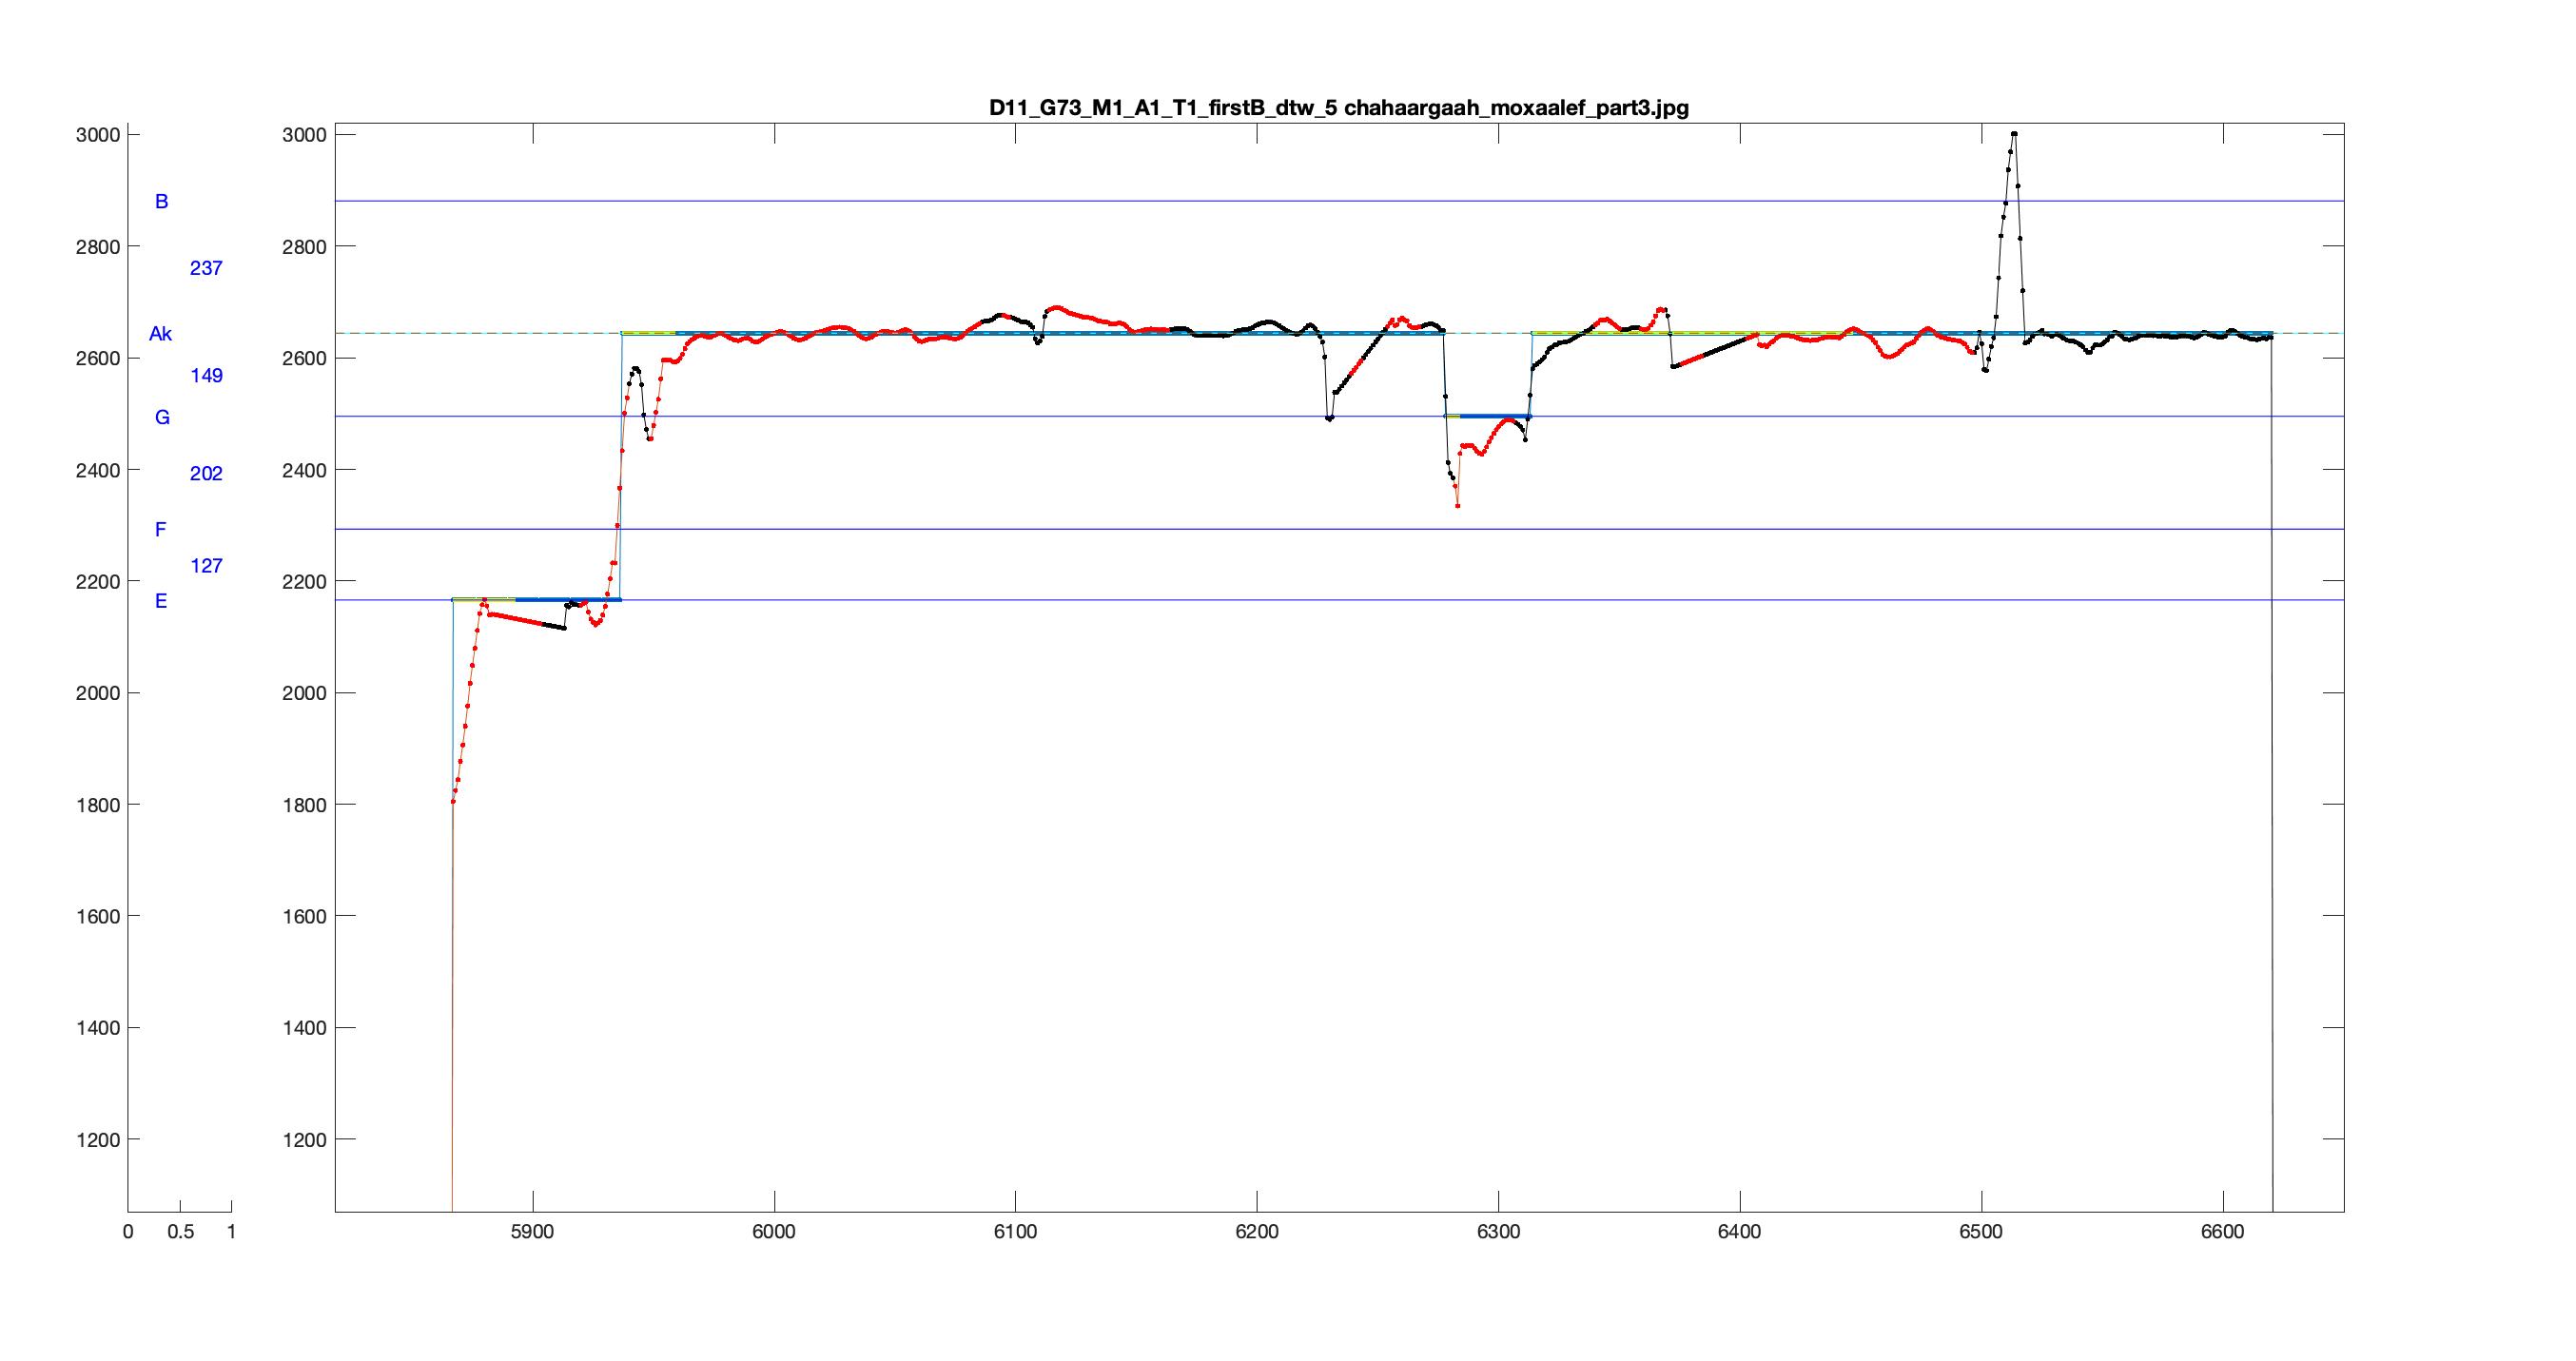 D11_G73_M1_A1_T1_firstB_dtw_5 chahaargaah_moxaalef_part3.jpg
3000 3000
B
2800 2800
237
Ak
2600 2600
149
G
2400 2400
202
F
127
2200 2200
E
2000 2000
1800 1800
1600 1600
1400 1400
1200 1200
0 0.5 1 5900 6000 6100 6200 6300 6400 6500 6600